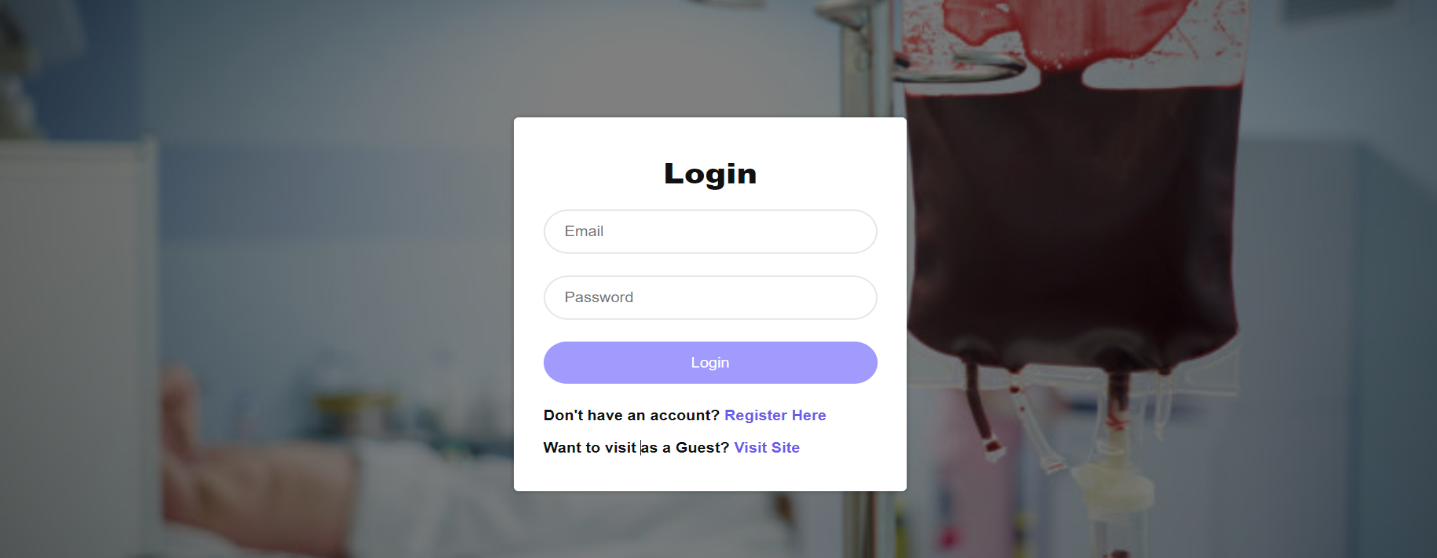 Login
Email
Password
Login
Don't have an account? Register Here
Want to visit as a Guest? Visit Site